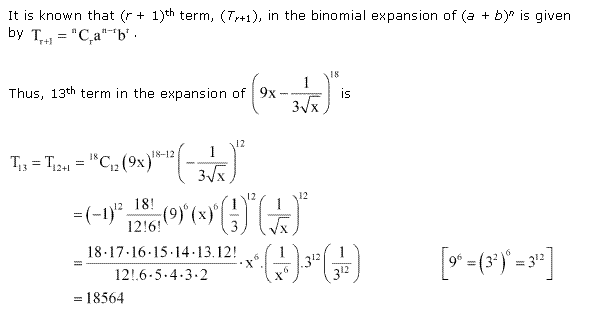 It is known that (r + 1)th term, (Tr+1), in the binomial expansion of (a + b)ⁿ is given
by Tᵣ₊₁ = ⁿCᵣaⁿ⁻ʳbʳ .
Thus, 13th term in the expansion of (9x − 1/(3√x))¹⁸ is
T₁₃ = T₁₂₊₁ = ¹⁸C₁₂ (9x)¹⁸⁻¹² (− 1/(3√x))¹²
= (−1)¹² 18!/(12!6!) (9)⁶ (x)⁶ (1/3)¹² (1/√x)¹²
= (18·17·16·15·14·13.12!)/(12!.6·5·4·3·2) · x⁶ · (1/x⁶) · 3¹² (1/3¹²) [9⁶ = (3²)⁶ = 3¹²]
= 18564